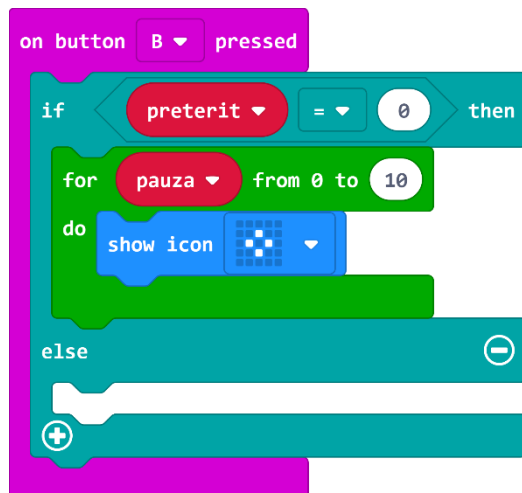 on button B pressed
if preterit = 0 then
for pauza from 0 to 10
do show icon
else